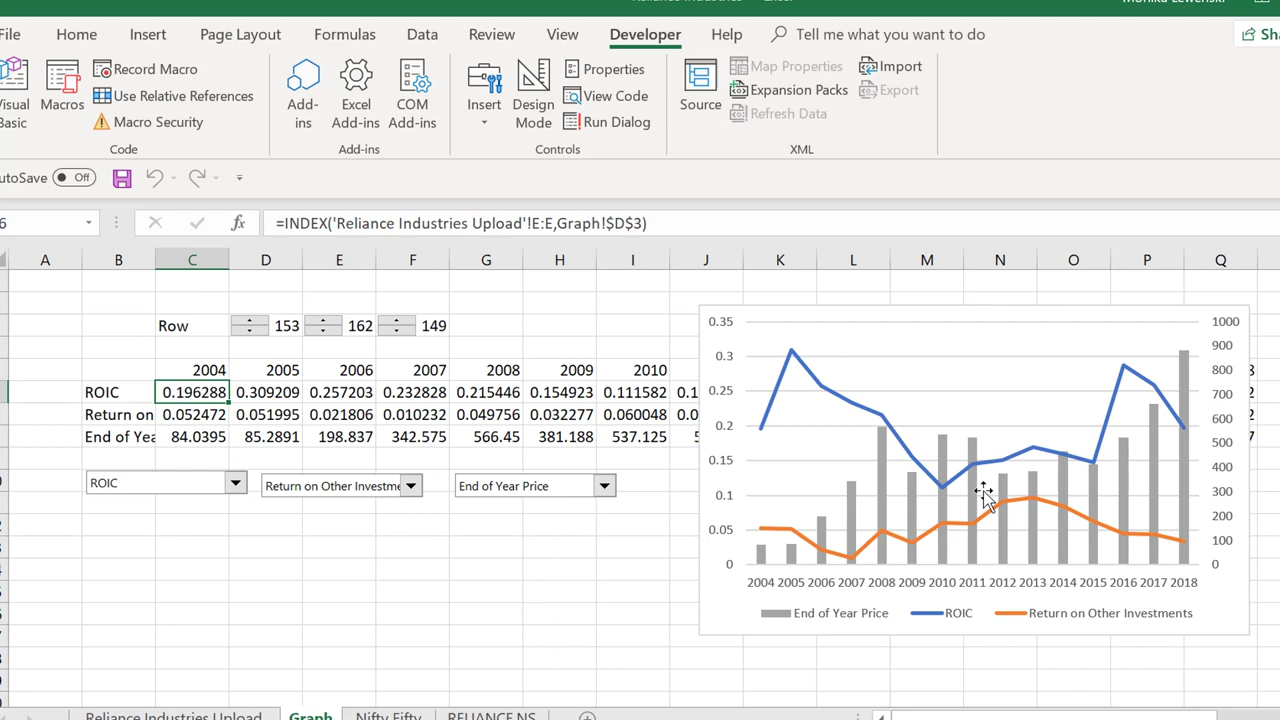 File Home Insert Page Layout Formulas Data Review View Developer Help Tell me what you want to do
Record Macro
Use Relative References
Macro Security
Visual
Basic
Macros
Code
Add-
ins
Excel
Add-ins
COM
Add-ins
Add-ins
Insert
Design
Mode
Properties
View Code
Run Dialog
Controls
Source
Map Properties
Expansion Packs
Refresh Data
Import
Export
XML
AutoSave Off
fx =INDEX('Reliance Industries Upload'!E:E,Graph!$D$3)
A B C D E F G H I J K L M N O P Q
Row 153 162 149
2004 2005 2006 2007 2008 2009 2010
ROIC 0.196288 0.309209 0.257203 0.232828 0.215446 0.154923 0.111582
Return on 0.052472 0.051995 0.021806 0.010232 0.049756 0.032277 0.060048
End of Yea 84.0395 85.2891 198.837 342.575 566.45 381.188 537.125
ROIC Return on Other Investme End of Year Price
0.35
0.3
0.25
0.2
0.15
0.1
0.05
0
1000
900
800
700
600
500
400
300
200
100
0
2004 2005 2006 2007 2008 2009 2010 2011 2012 2013 2014 2015 2016 2017 2018
End of Year Price ROIC Return on Other Investments
Reliance Industries Upload Graph Nifty Fifty RELIANCE.NS